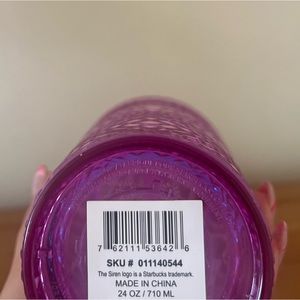 7 62111 53642 6
SKU # 011140544
The Siren logo is a Starbucks trademark.
MADE IN CHINA
24 OZ / 710 ML